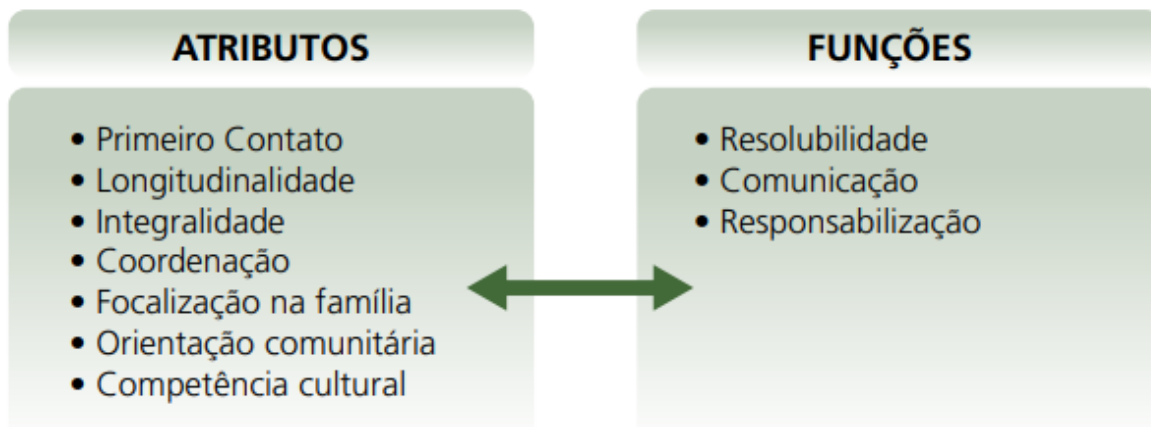 ATRIBUTOS
• Primeiro Contato
• Longitudinalidade
• Integralidade
• Coordenação
• Focalização na família
• Orientação comunitária
• Competência cultural
FUNÇÕES
• Resolubilidade
• Comunicação
• Responsabilização